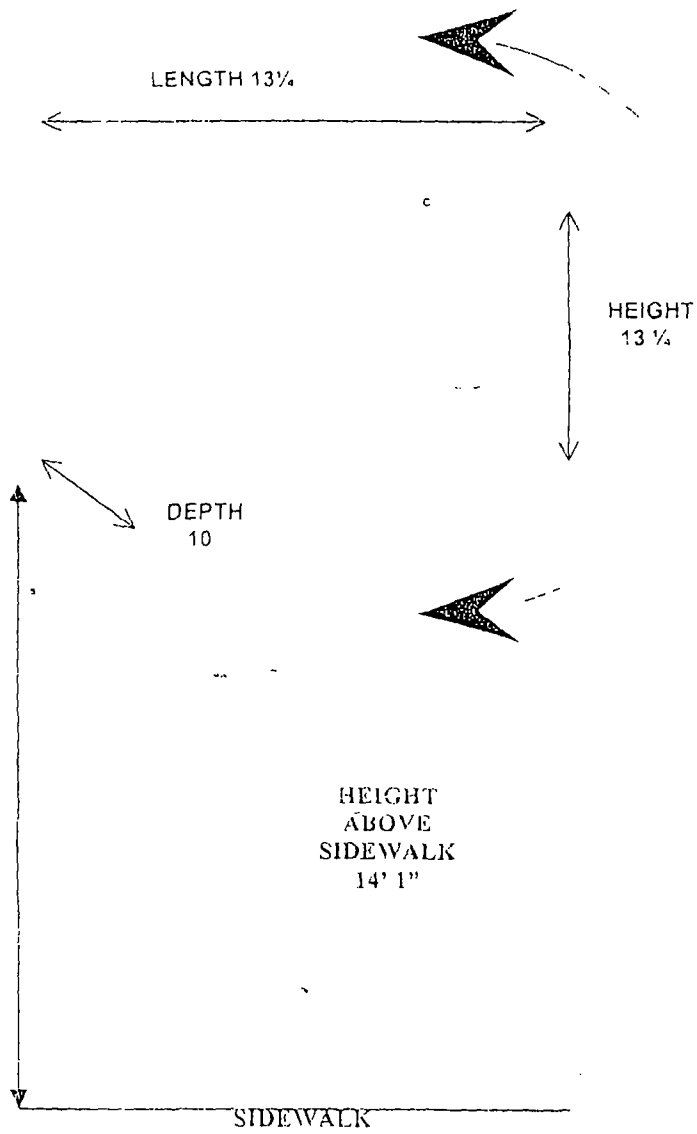 LENGTH 13¼
c
HEIGHT
13 ¼
DEPTH
10
HEIGHT
ABOVE
SIDEWALK
14' 1”
SIDEWALK